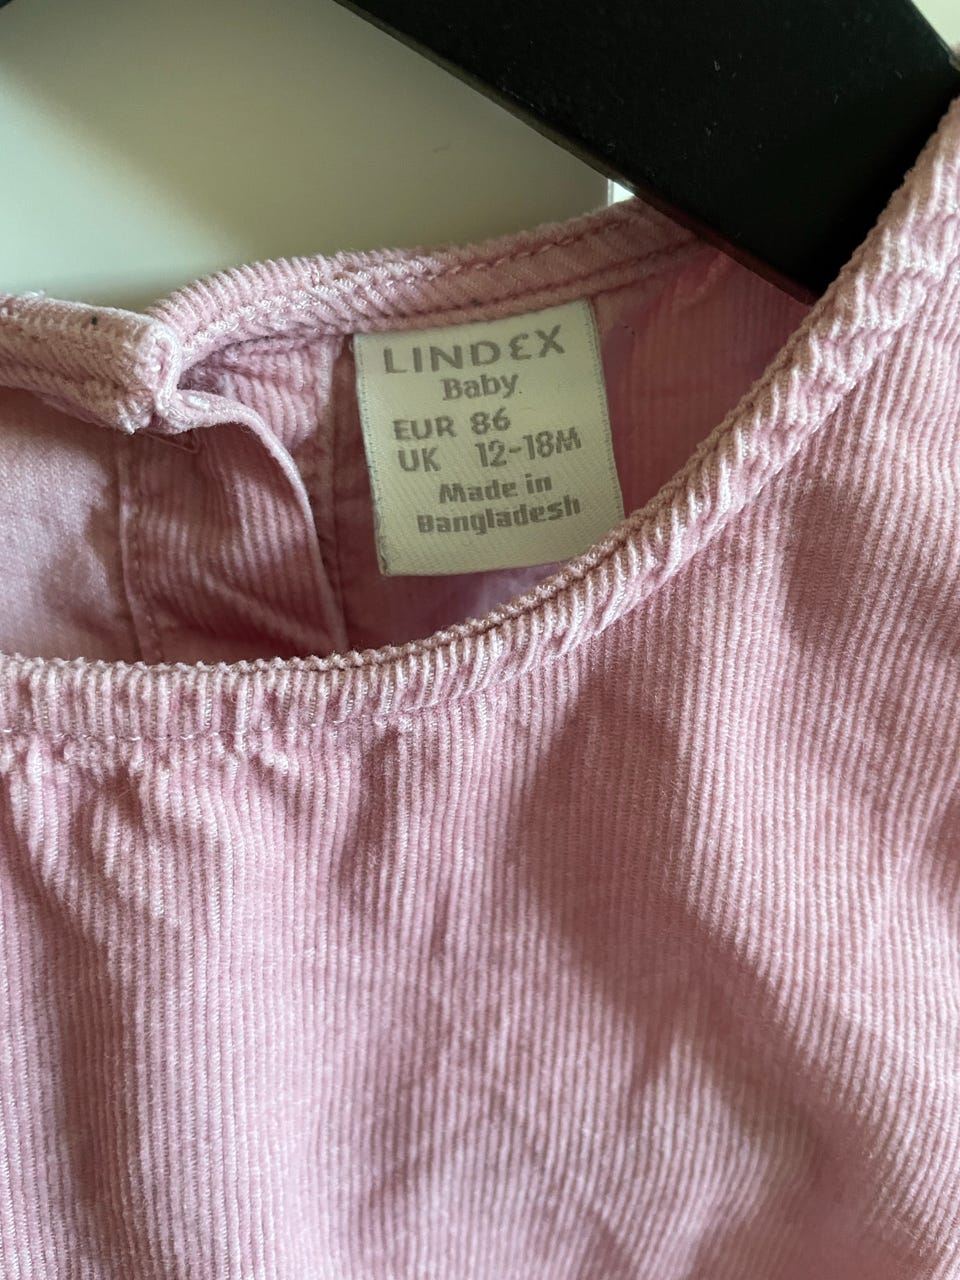 LINDEX
Baby
EUR 86
UK 12-18M
Made in
Bangladesh